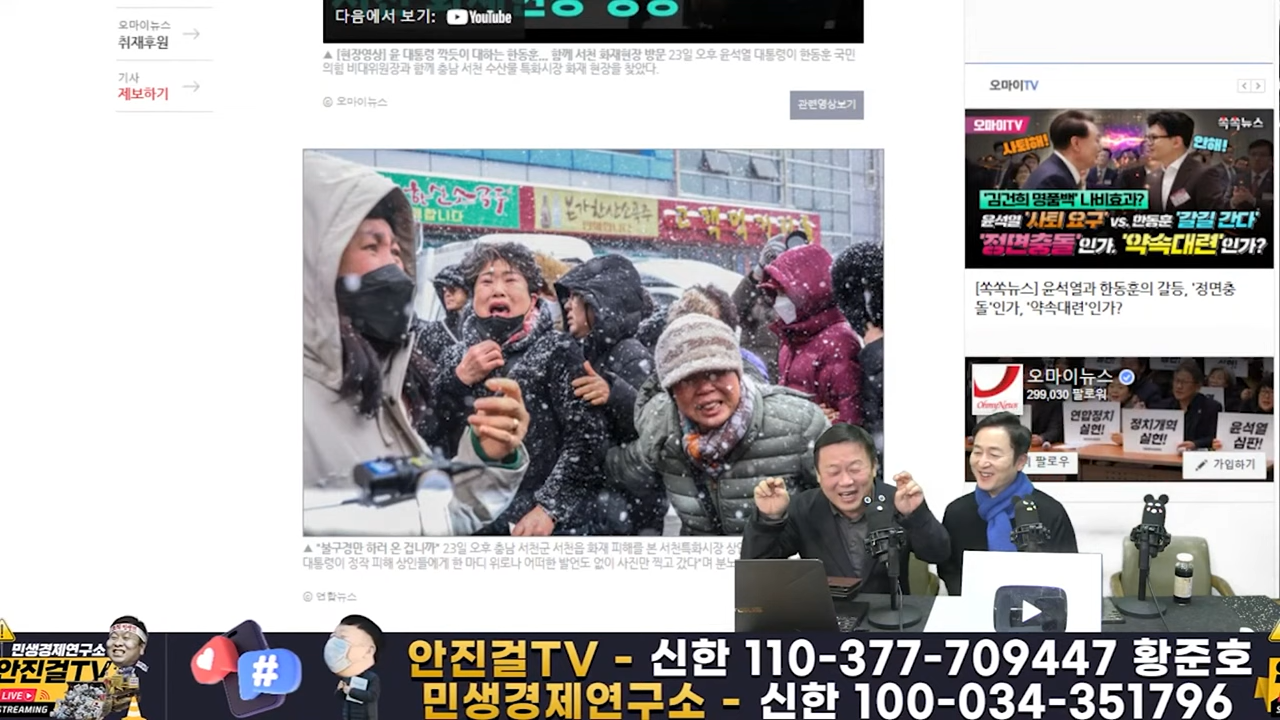 오마이뉴스
취재후원
기사
제보하기
다음에서 보기: YouTube
▲ [현장영상] 윤 대통령 깍듯이 대하는 한동훈... 함께 서천 화재현장 방문 23일 오후 윤석열 대통령이 한동훈 국민
의힘 비대위원장과 함께 충남 서천 수산물 특화시장 화재 현장을 찾았다.
ⓒ 오마이뉴스
관련영상보기
▲ "불구경만 하러 온 겁니까" 23일 오후 충남 서천군 서천읍 화재 피해를 본 서천특화시장
대통령이 정작 피해 상인들에게 한 마디 위로나 어떠한 발언도 없이 사진만 찍고 갔다"며
ⓒ 연합뉴스
오마이TV
오마이TV
쏙쏙뉴스
사퇴해!
안해!
'김건희 명품백' 나비효과?
윤석열 '사퇴 요구' vs. 한동훈 '갈길 간다'
'정면충돌'인가, '약속대련'인가?
[쏙쏙뉴스] 윤석열과 한동훈의 갈등, '정면충
돌'인가, '약속대련'인가?
오마이뉴스
299,030 팔로워
OhmyNews
연합정치
실현!
정치개혁
실현!
윤석열
심판!
팔로우
가입하기
민생경제연구소
안진걸TV
LIVE
STREAMING
#
안진걸TV - 신한 110-377-709447 황준호
민생경제연구소 - 신한 100-034-351796